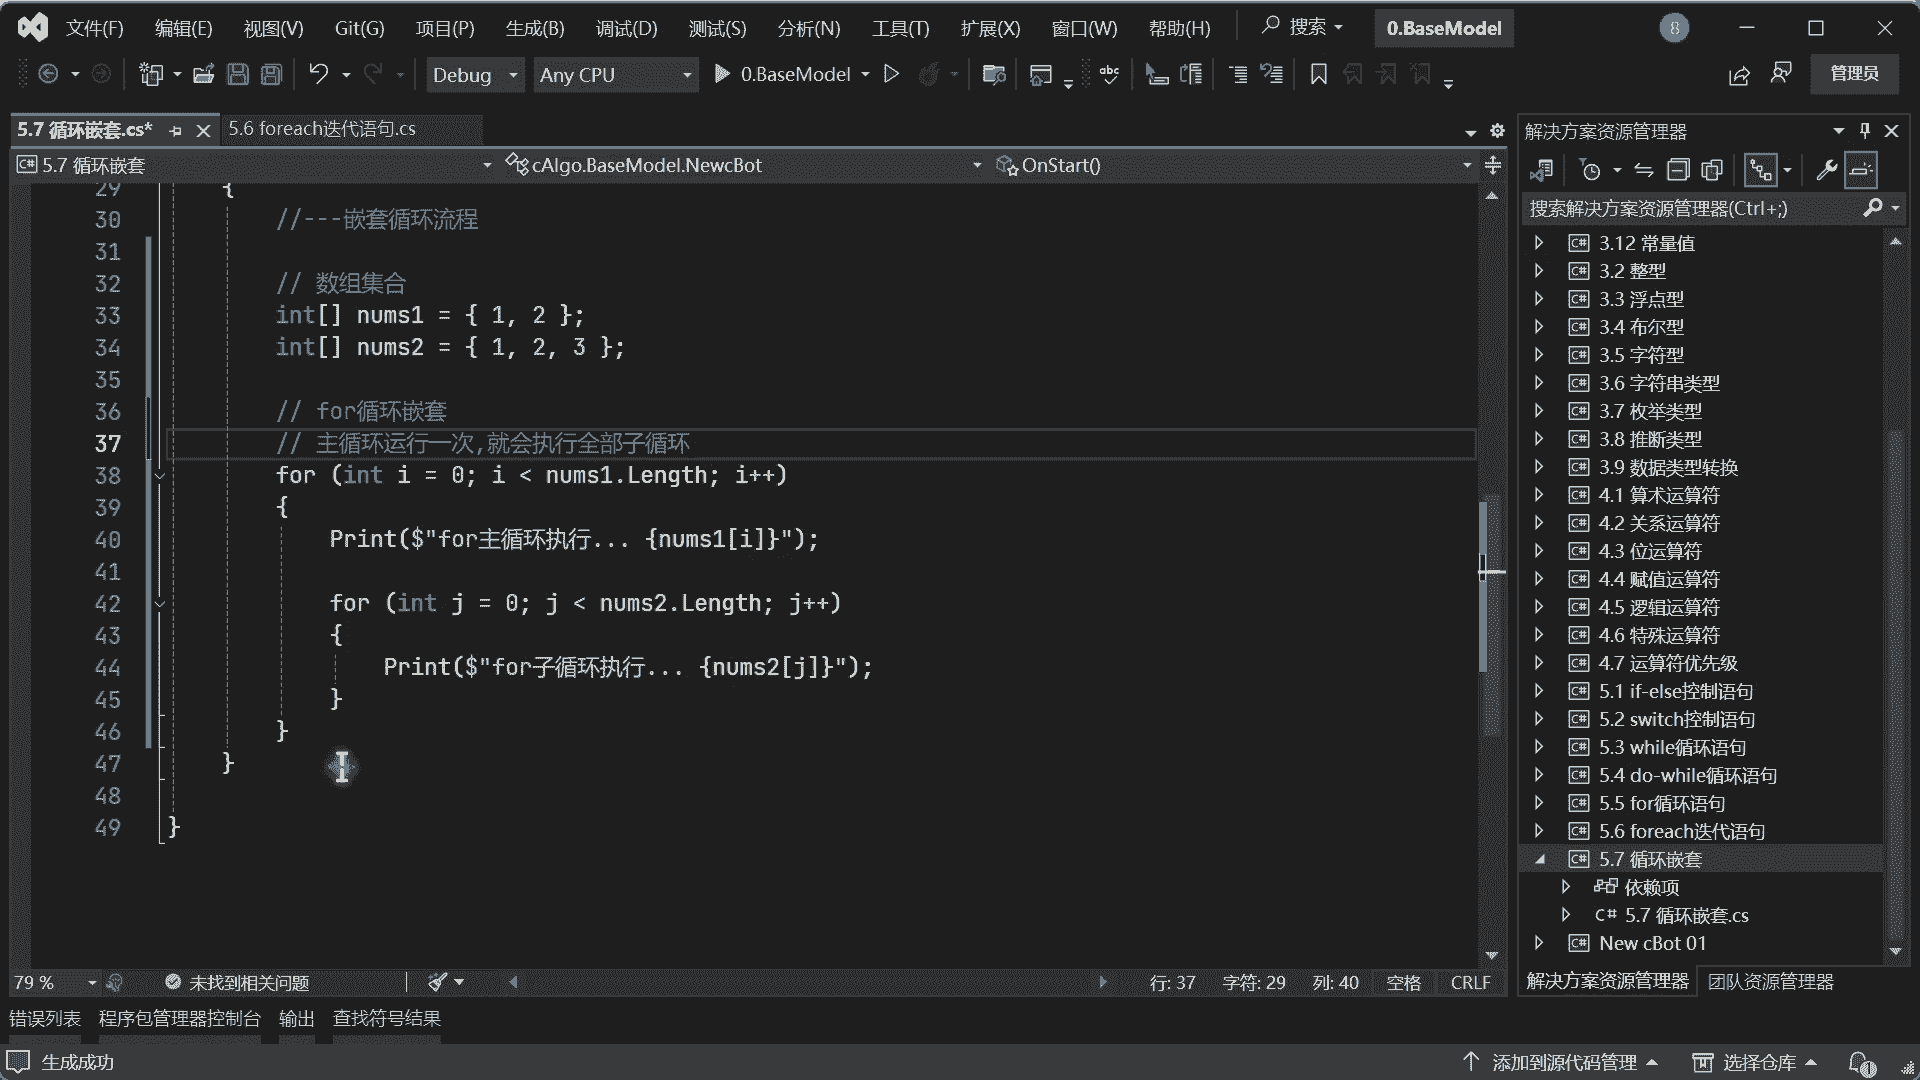 文件(F) 编辑(E) 视图(V) Git(G) 项目(P) 生成(B) 调试(D) 测试(S) 分析(N) 工具(T) 扩展(X) 窗口(W) 帮助(H) 搜索 0.BaseModel 8
Debug Any CPU 0.BaseModel abc 管理员
5.7 循环嵌套.cs* 5.6 foreach迭代语句.cs
C# 5.7 循环嵌套 cAlgo.BaseModel.NewcBot OnStart()
29 {
30 //---嵌套循环流程
31
32 // 数组集合
33 int[] nums1 = { 1, 2 };
34 int[] nums2 = { 1, 2, 3 };
35
36 // for循环嵌套
37 // 主循环运行一次,就会执行全部子循环
38 for (int i = 0; i < nums1.Length; i++)
39 {
40 Print($"for主循环执行... {nums1[i]}");
41
42 for (int j = 0; j < nums2.Length; j++)
43 {
44 Print($"for子循环执行... {nums2[j]}");
45 }
46 }
47 }
48
49 }
79 % 未找到相关问题 行: 37 字符: 29 列: 40 空格 CRLF
错误列表 程序包管理器控制台 输出 查找符号结果
生成成功 添加到源代码管理 选择仓库 1
解决方案资源管理器
搜索解决方案资源管理器(Ctrl+;)
C# 3.12 常量值
C# 3.2 整型
C# 3.3 浮点型
C# 3.4 布尔型
C# 3.5 字符型
C# 3.6 字符串类型
C# 3.7 枚举类型
C# 3.8 推断类型
C# 3.9 数据类型转换
C# 4.1 算术运算符
C# 4.2 关系运算符
C# 4.3 位运算符
C# 4.4 赋值运算符
C# 4.5 逻辑运算符
C# 4.6 特殊运算符
C# 4.7 运算符优先级
C# 5.1 if-else控制语句
C# 5.2 switch控制语句
C# 5.3 while循环语句
C# 5.4 do-while循环语句
C# 5.5 for循环语句
C# 5.6 foreach迭代语句
C# 5.7 循环嵌套
依赖项
C# 5.7 循环嵌套.cs
C# New cBot 01
解决方案资源管理器 团队资源管理器